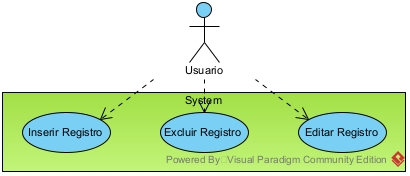 Usuario
System
Inserir Registro Excluir Registro Editar Registro
Powered By: Visual Paradigm Community Edition